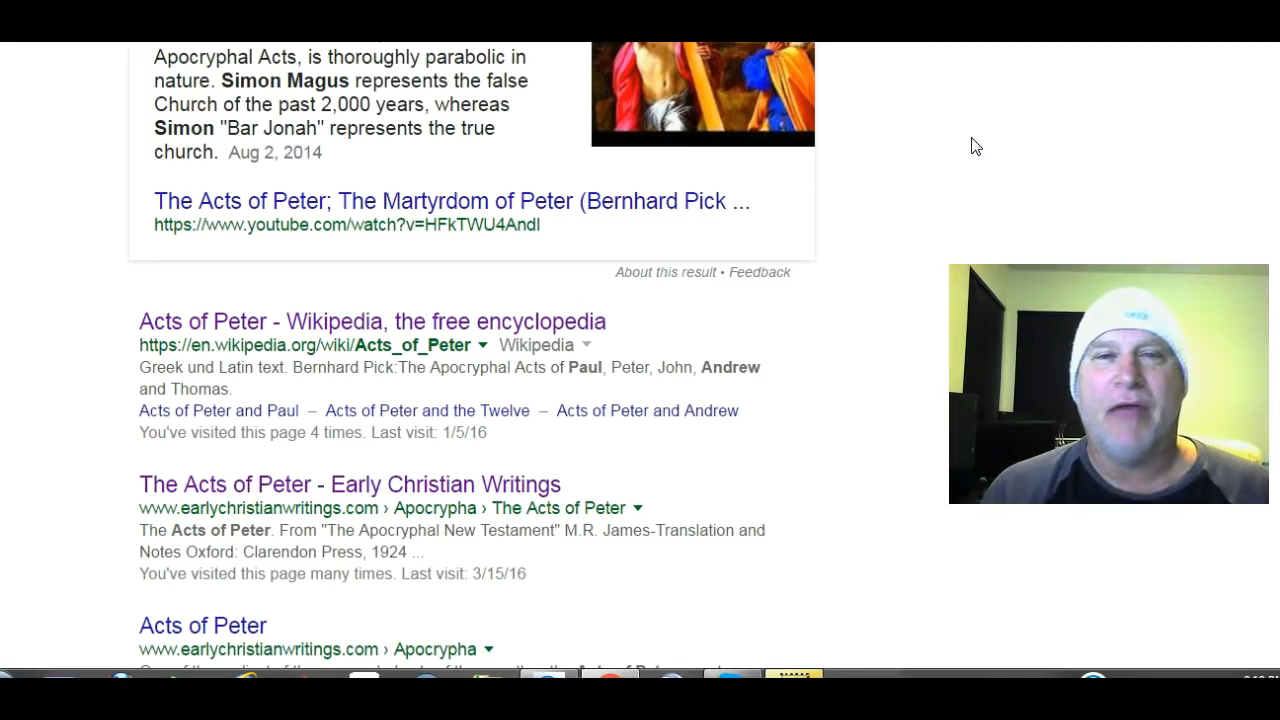 Apocryphal Acts, is thoroughly parabolic in
nature. Simon Magus represents the false
Church of the past 2,000 years, whereas
Simon "Bar Jonah" represents the true
church. Aug 2, 2014
The Acts of Peter; The Martyrdom of Peter (Bernhard Pick ...
https://www.youtube.com/watch?v=HFkTWU4AndI
About this result • Feedback
Acts of Peter - Wikipedia, the free encyclopedia
https://en.wikipedia.org/wiki/Acts_of_Peter Wikipedia
Greek und Latin text. Bernhard Pick:The Apocryphal Acts of Paul, Peter, John, Andrew
and Thomas.
Acts of Peter and Paul – Acts of Peter and the Twelve – Acts of Peter and Andrew
You've visited this page 4 times. Last visit: 1/5/16
The Acts of Peter - Early Christian Writings
www.earlychristianwritings.com › Apocrypha › The Acts of Peter
The Acts of Peter. From "The Apocryphal New Testament" M.R. James-Translation and
Notes Oxford: Clarendon Press, 1924 ...
You've visited this page many times. Last visit: 3/15/16
Acts of Peter
www.earlychristianwritings.com › Apocrypha